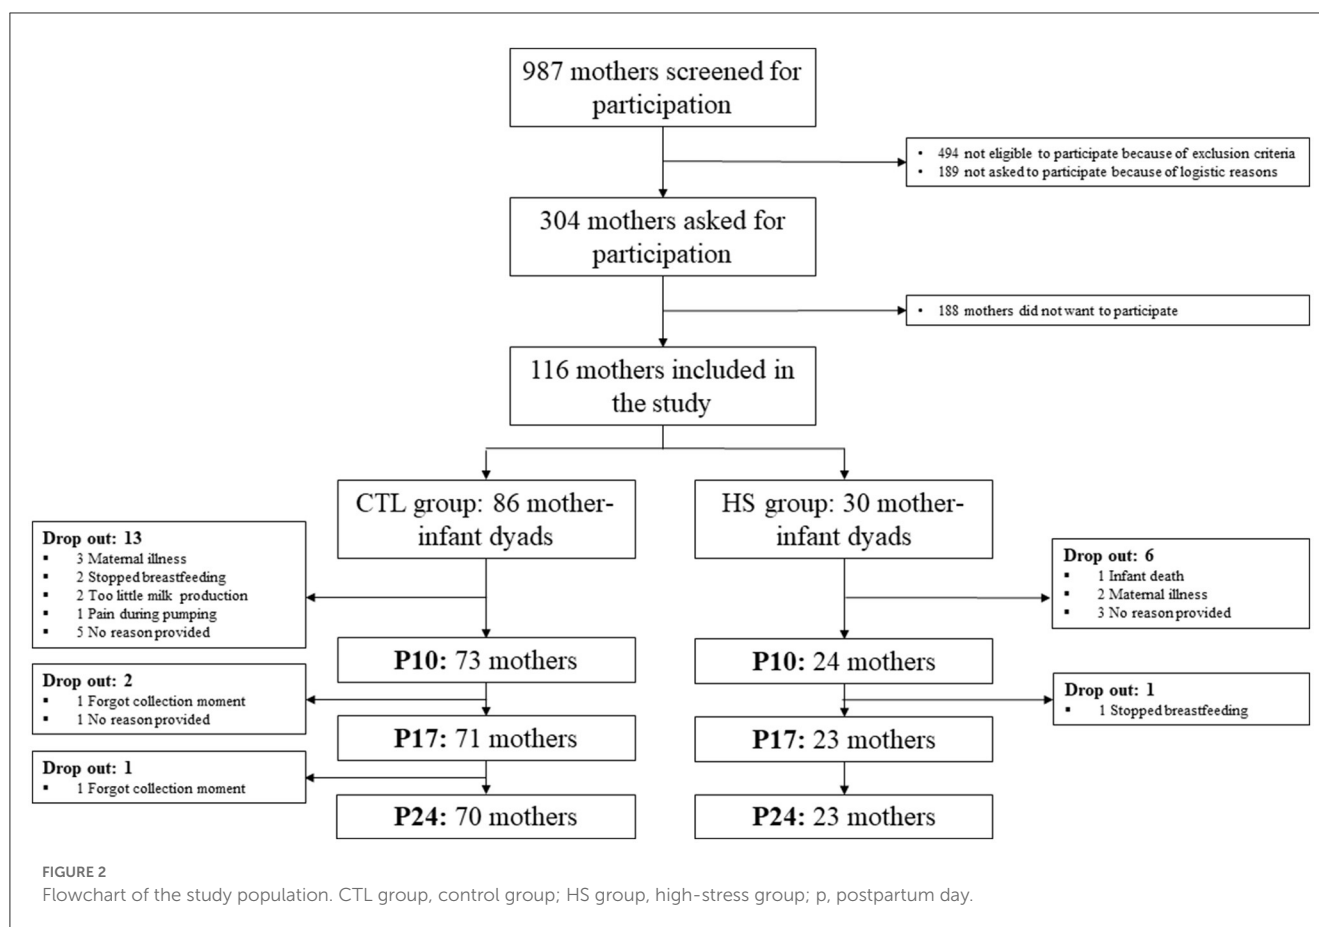 987 mothers screened for
participation
• 494 not eligible to participate because of exclusion criteria
• 189 not asked to participate because of logistic reasons
304 mothers asked for
participation
• 188 mothers did not want to participate
116 mothers included in
the study
CTL group: 86 mother-
infant dyads
HS group: 30 mother-
infant dyads
Drop out: 13
▪ 3 Maternal illness
▪ 2 Stopped breastfeeding
▪ 2 Too little milk production
▪ 1 Pain during pumping
▪ 5 No reason provided
Drop out: 6
▪ 1 Infant death
▪ 2 Maternal illness
▪ 3 No reason provided
P10: 73 mothers
P10: 24 mothers
Drop out: 2
▪ 1 Forgot collection moment
▪ 1 No reason provided
Drop out: 1
▪ 1 Stopped breastfeeding
P17: 71 mothers
P17: 23 mothers
Drop out: 1
▪ 1 Forgot collection moment
P24: 70 mothers
P24: 23 mothers
FIGURE 2
Flowchart of the study population. CTL group, control group; HS group, high-stress group; p, postpartum day.